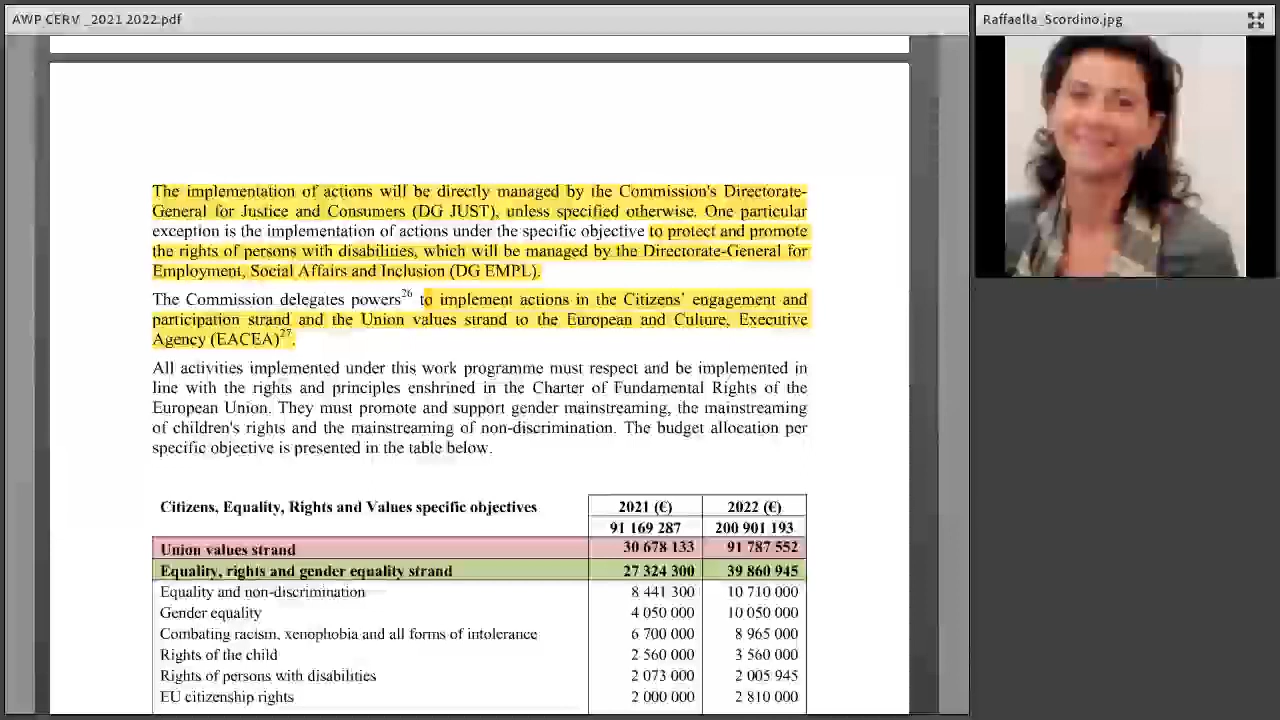 AWP CERV _2021 2022.pdf
Raffaella_Scordino.jpg
The implementation of actions will be directly managed by the Commission's Directorate-
General for Justice and Consumers (DG JUST), unless specified otherwise. One particular
exception is the implementation of actions under the specific objective to protect and promote
the rights of persons with disabilities, which will be managed by the Directorate-General for
Employment, Social Affairs and Inclusion (DG EMPL).
The Commission delegates powers26 to implement actions in the Citizens' engagement and
participation strand and the Union values strand to the European and Culture, Executive
Agency (EACEA)27.
All activities implemented under this work programme must respect and be implemented in
line with the rights and principles enshrined in the Charter of Fundamental Rights of the
European Union. They must promote and support gender mainstreaming, the mainstreaming
of children's rights and the mainstreaming of non-discrimination. The budget allocation per
specific objective is presented in the table below.
Citizens, Equality, Rights and Values specific objectives 2021 (€) 2022 (€)
91 169 287 200 901 193
Union values strand 30 678 133 91 787 552
Equality, rights and gender equality strand 27 324 300 39 860 945
Equality and non-discrimination 8 441 300 10 710 000
Gender equality 4 050 000 10 050 000
Combating racism, xenophobia and all forms of intolerance 6 700 000 8 965 000
Rights of the child 2 560 000 3 560 000
Rights of persons with disabilities 2 073 000 2 005 945
EU citizenship rights 2 000 000 2 810 000